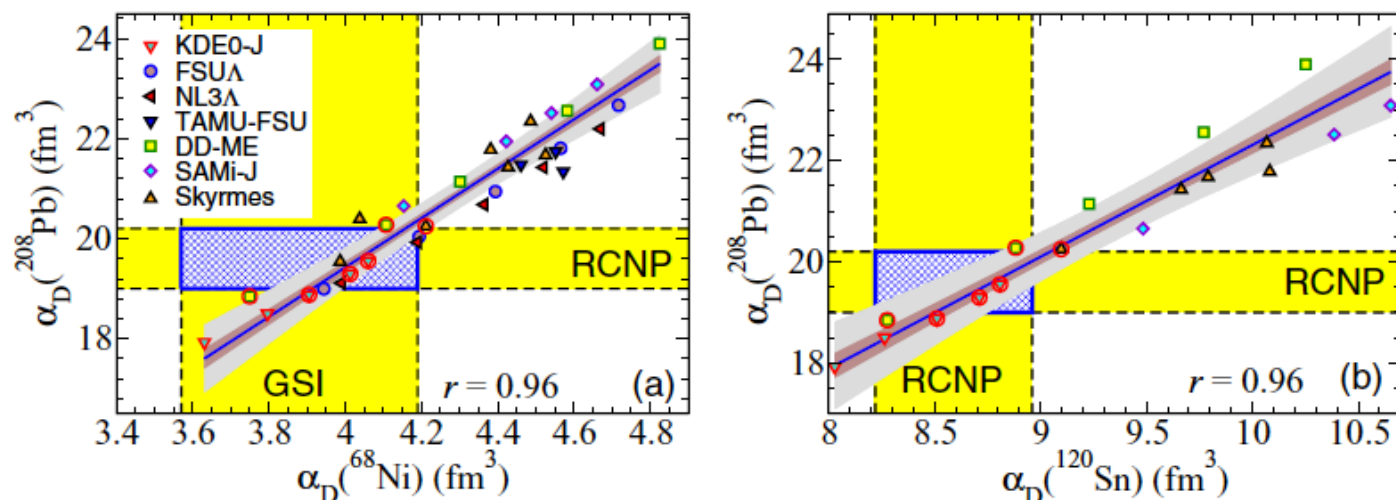 24
22
20
18
α_D(²⁰⁸Pb) (fm³)
KDE0-J
FSUΛ
NL3Λ
TAMU-FSU
DD-ME
SAMi-J
Skyrmes
RCNP
GSI
r = 0.96
(a)
3.4 3.6 3.8 4 4.2 4.4 4.6 4.8
α_D(⁶⁸Ni) (fm³)
24
22
20
18
α_D(²⁰⁸Pb) (fm³)
RCNP
RCNP
r = 0.96
(b)
8 8.5 9 9.5 10 10.5
α_D(¹²⁰Sn) (fm³)